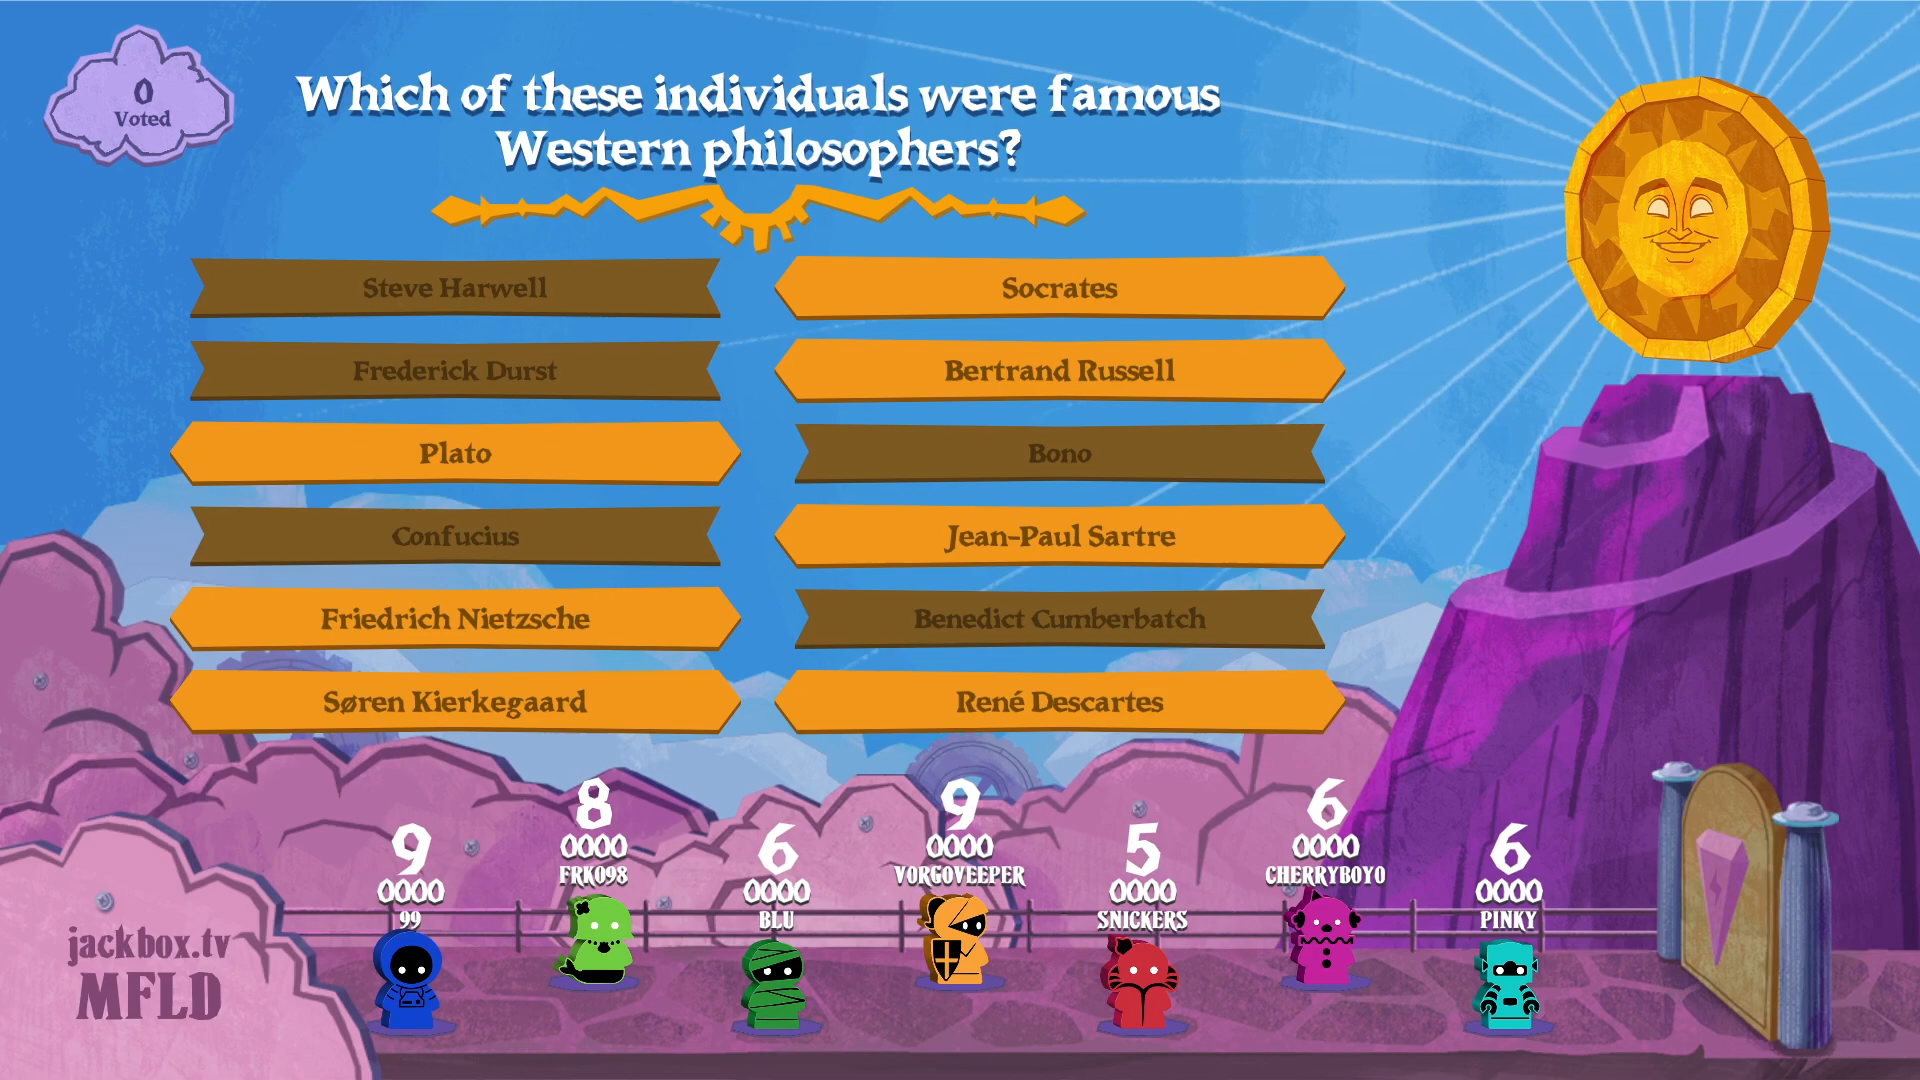 0
Voted
Which of these individuals were famous
Western philosophers?
Steve Harwell
Socrates
Frederick Durst
Bertrand Russell
Plato
Bono
Confucius
Jean-Paul Sartre
Friedrich Nietzsche
Benedict Cumberbatch
Søren Kierkegaard
René Descartes
9
0000
99
8
0000
FRKO98
6
0000
BLU
9
0000
VORGOVEEPER
5
0000
SNICKERS
6
0000
CHERRYBOYO
6
0000
PINKY
jackbox.tv
MFLD